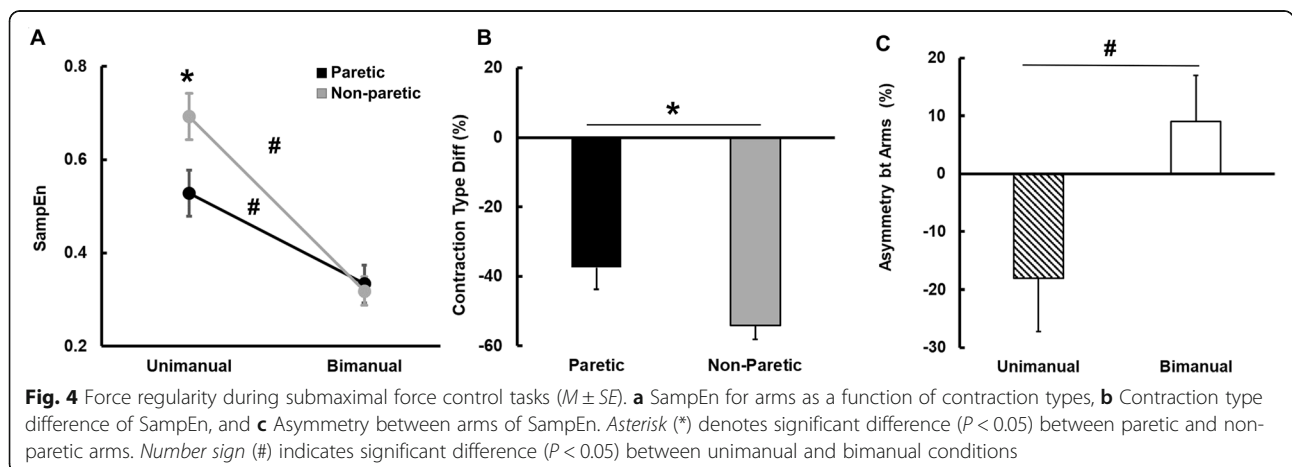 A
0.8
0.6
0.4
0.2
SampEn
*
#
#
Paretic
Non-paretic
Unimanual
Bimanual
B
20
0
-20
-40
-60
Contraction Type Diff (%)
*
Paretic
Non-Paretic
C
20
10
0
-10
-20
-30
Asymmetry bt Arms (%)
#
Unimanual
Bimanual
Fig. 4 Force regularity during submaximal force control tasks (M ± SE). a SampEn for arms as a function of contraction types, b Contraction type
difference of SampEn, and c Asymmetry between arms of SampEn. Asterisk (*) denotes significant difference (P < 0.05) between paretic and non-
paretic arms. Number sign (#) indicates significant difference (P < 0.05) between unimanual and bimanual conditions